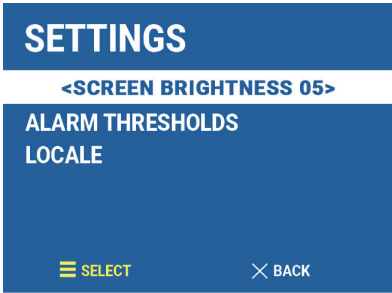 SETTINGS
<SCREEN BRIGHTNESS 05>
ALARM THRESHOLDS
LOCALE
SELECT BACK